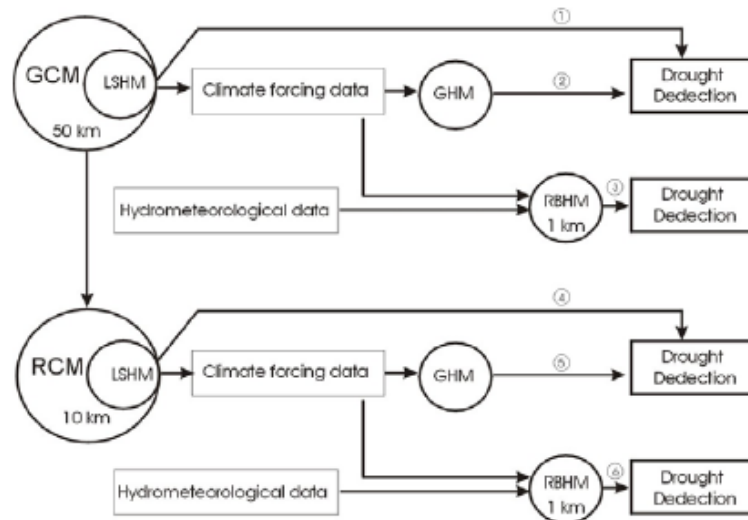 ①
GCM
LSHM
50 km
Climate forcing data
GHM
②
Drought
Dedection
Hydrometeorological data
RBHM
1 km
③
Drought
Dedection
④
RCM
LSHM
10 km
Climate forcing data
GHM
⑤
Drought
Dedection
Hydrometeorological data
RBHM
1 km
⑥
Drought
Dedection